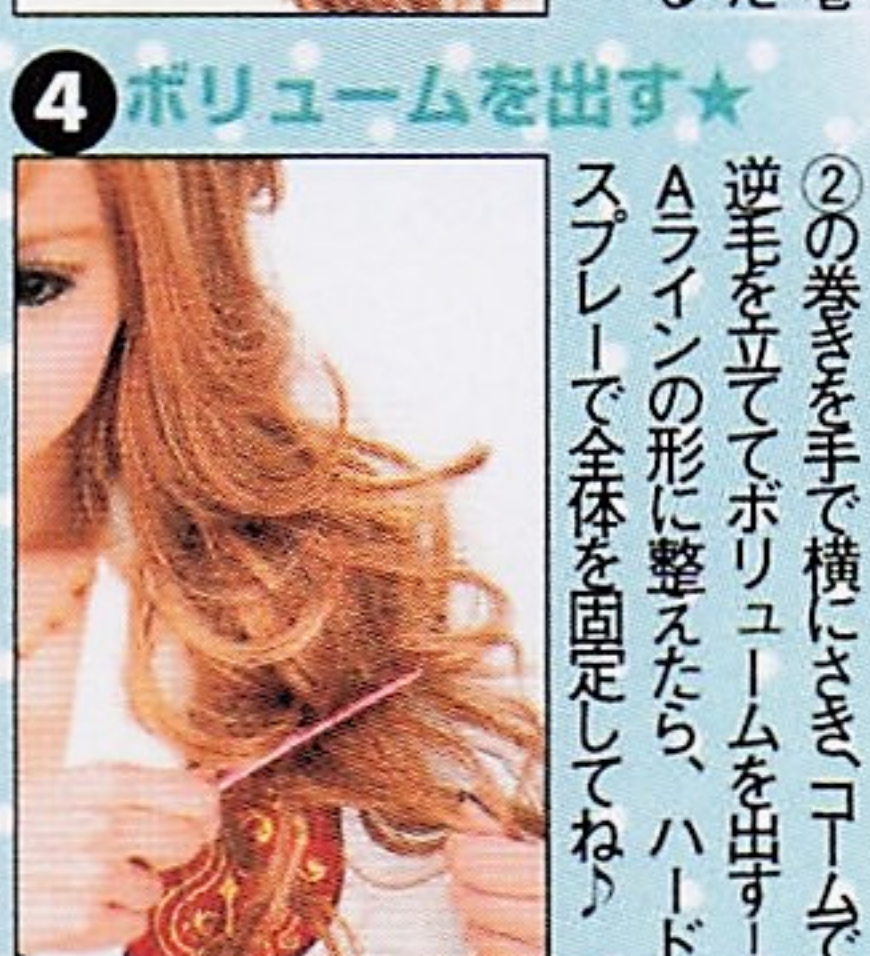 4 ボリュームを出す★
②の巻きを手で横にさき、コームで
逆毛を立ててボリュームを出す
Aラインの形に整えたら、ハード
スプレーで全体を固定してね♪